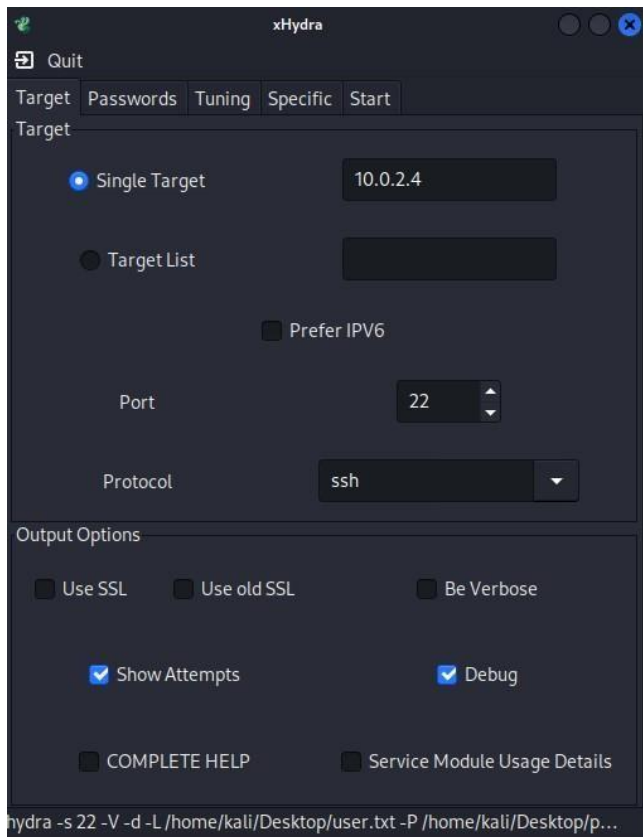 xHydra
Quit
Target Passwords Tuning Specific Start
Target
Single Target 10.0.2.4
Target List
Prefer IPV6
Port 22
Protocol ssh
Output Options
Use SSL Use old SSL Be Verbose
Show Attempts Debug
COMPLETE HELP Service Module Usage Details
hydra -s 22 -V -d -L /home/kali/Desktop/user.txt -P /home/kali/Desktop/p...